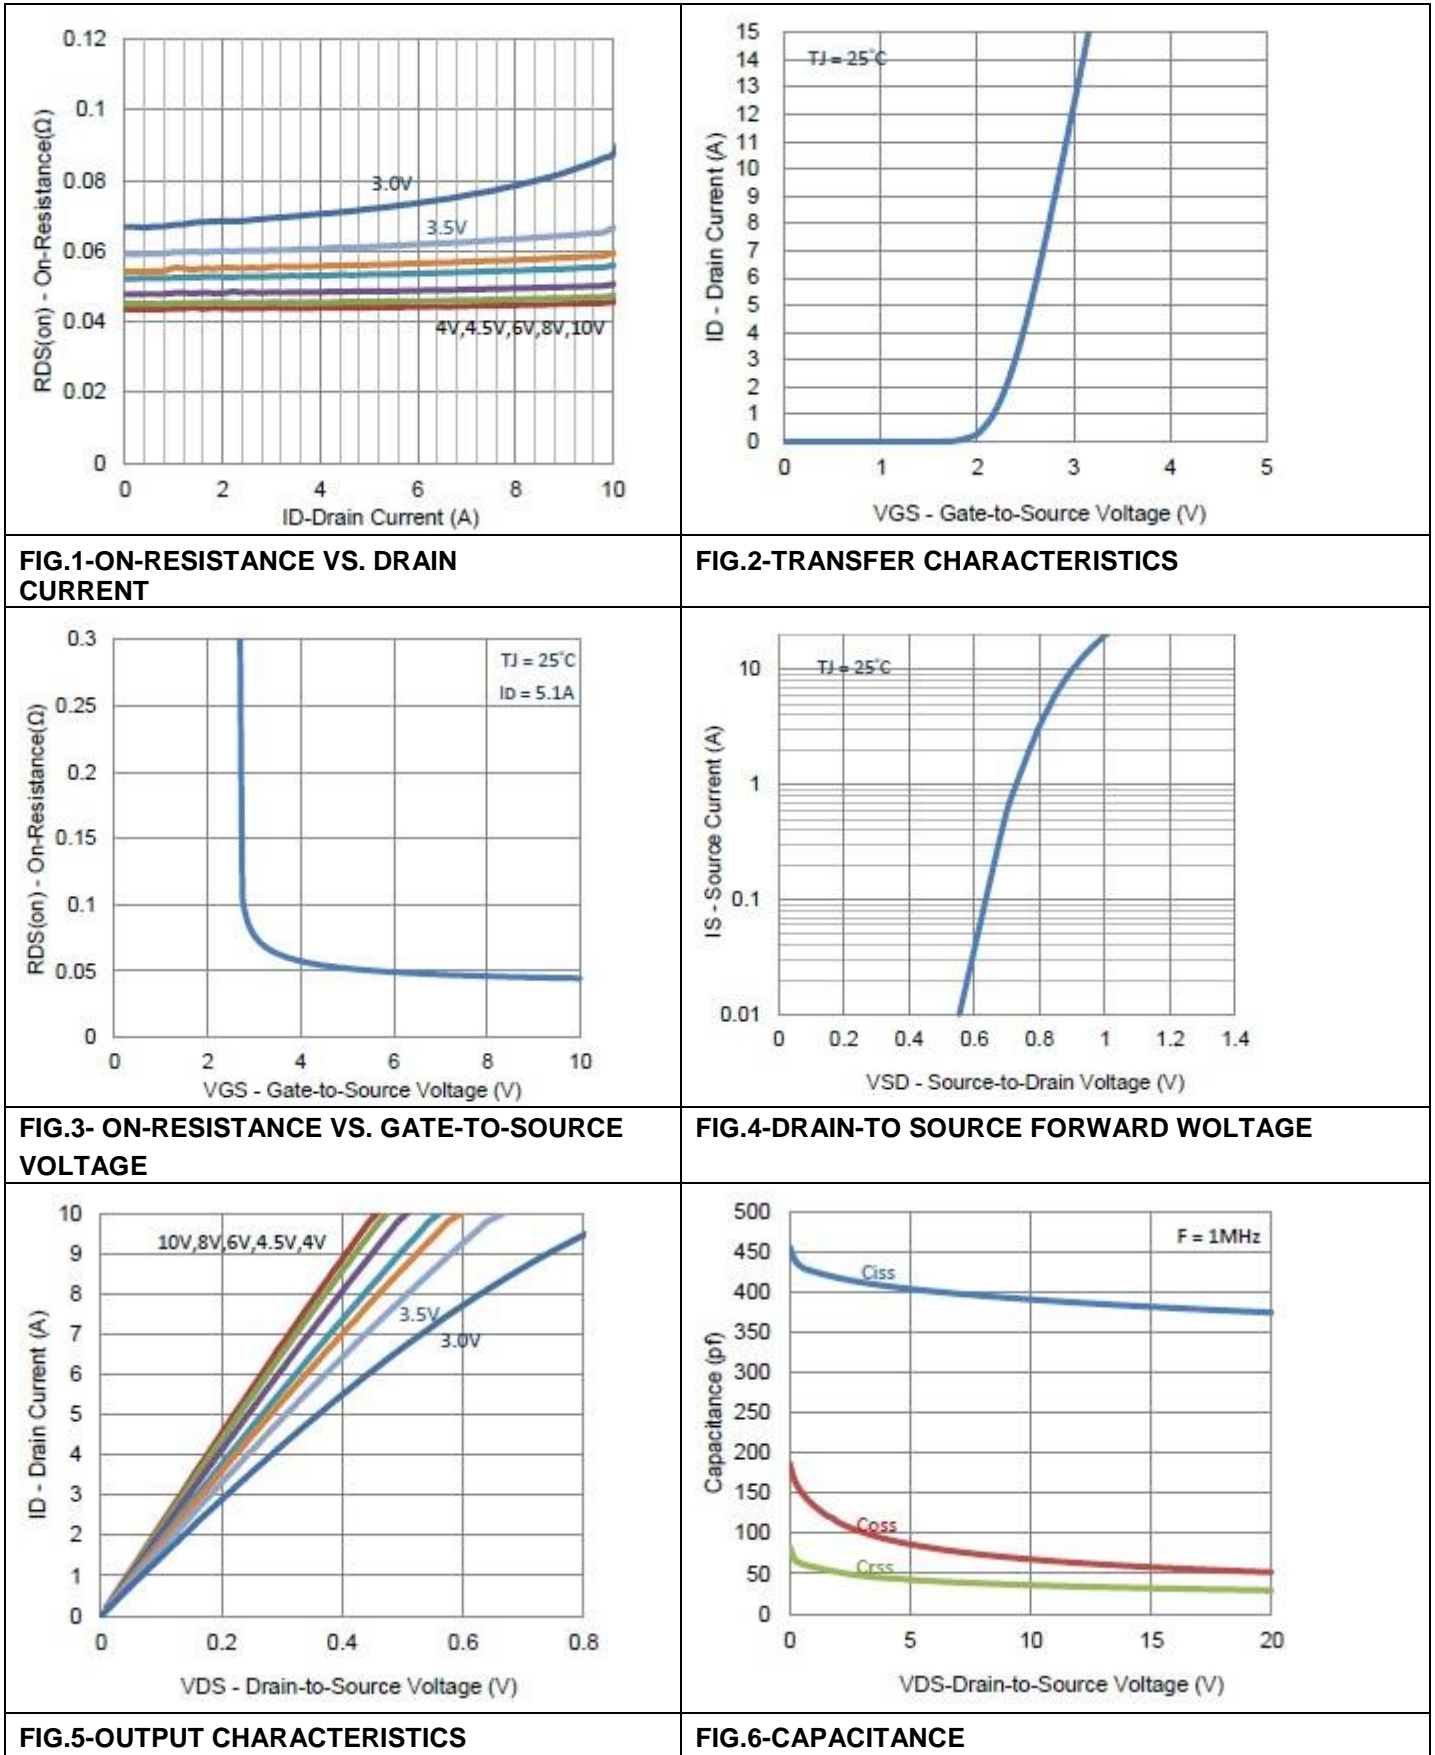 0.12
0.1
0.08
0.06
0.04
0.02
0
RDS(on) - On-Resistance(Ω)
3.0V
3.5V
4V,4.5V,6V,8V,10V
0 2 4 6 8 10
ID-Drain Current (A)
15
14
13
12
11
10
9
8
7
6
5
4
3
2
1
0
ID - Drain Current (A)
TJ = 25°C
0 1 2 3 4 5
VGS - Gate-to-Source Voltage (V)
FIG.1-ON-RESISTANCE VS. DRAIN
CURRENT
FIG.2-TRANSFER CHARACTERISTICS
0.3
0.25
0.2
0.15
0.1
0.05
0
RDS(on) - On-Resistance(Ω)
TJ = 25°C
ID = 5.1A
0 2 4 6 8 10
VGS - Gate-to-Source Voltage (V)
10
1
0.1
0.01
IS - Source Current (A)
TJ = 25°C
0 0.2 0.4 0.6 0.8 1 1.2 1.4
VSD - Source-to-Drain Voltage (V)
FIG.3- ON-RESISTANCE VS. GATE-TO-SOURCE
VOLTAGE
FIG.4-DRAIN-TO SOURCE FORWARD WOLTAGE
10
9
8
7
6
5
4
3
2
1
0
ID - Drain Current (A)
10V,8V,6V,4.5V,4V
3.5V
3.0V
0 0.2 0.4 0.6 0.8
VDS - Drain-to-Source Voltage (V)
500
450
400
350
300
250
200
150
100
50
0
Capacitance (pf)
F = 1MHz
Ciss
Coss
Crss
0 5 10 15 20
VDS-Drain-to-Source Voltage (V)
FIG.5-OUTPUT CHARACTERISTICS
FIG.6-CAPACITANCE